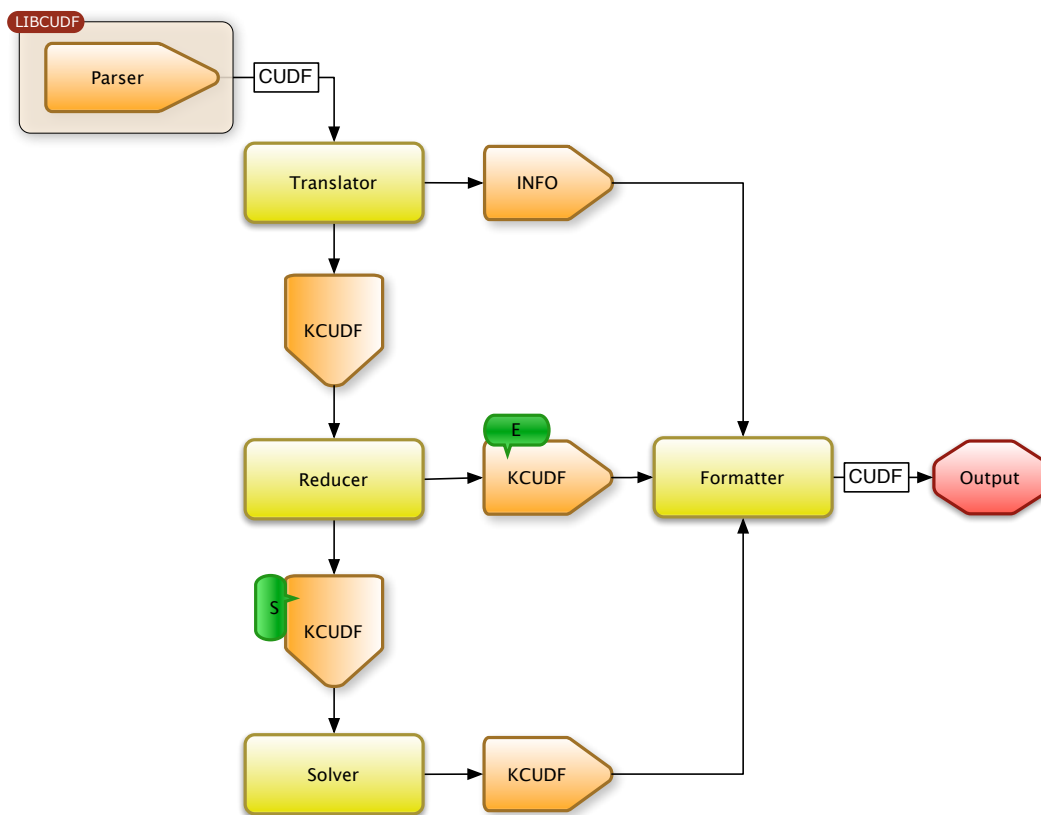 LIBCUDF
Parser
CUDF
Translator
INFO
KCUDF
E
Reducer
KCUDF
Formatter
CUDF
Output
S
KCUDF
Solver
KCUDF